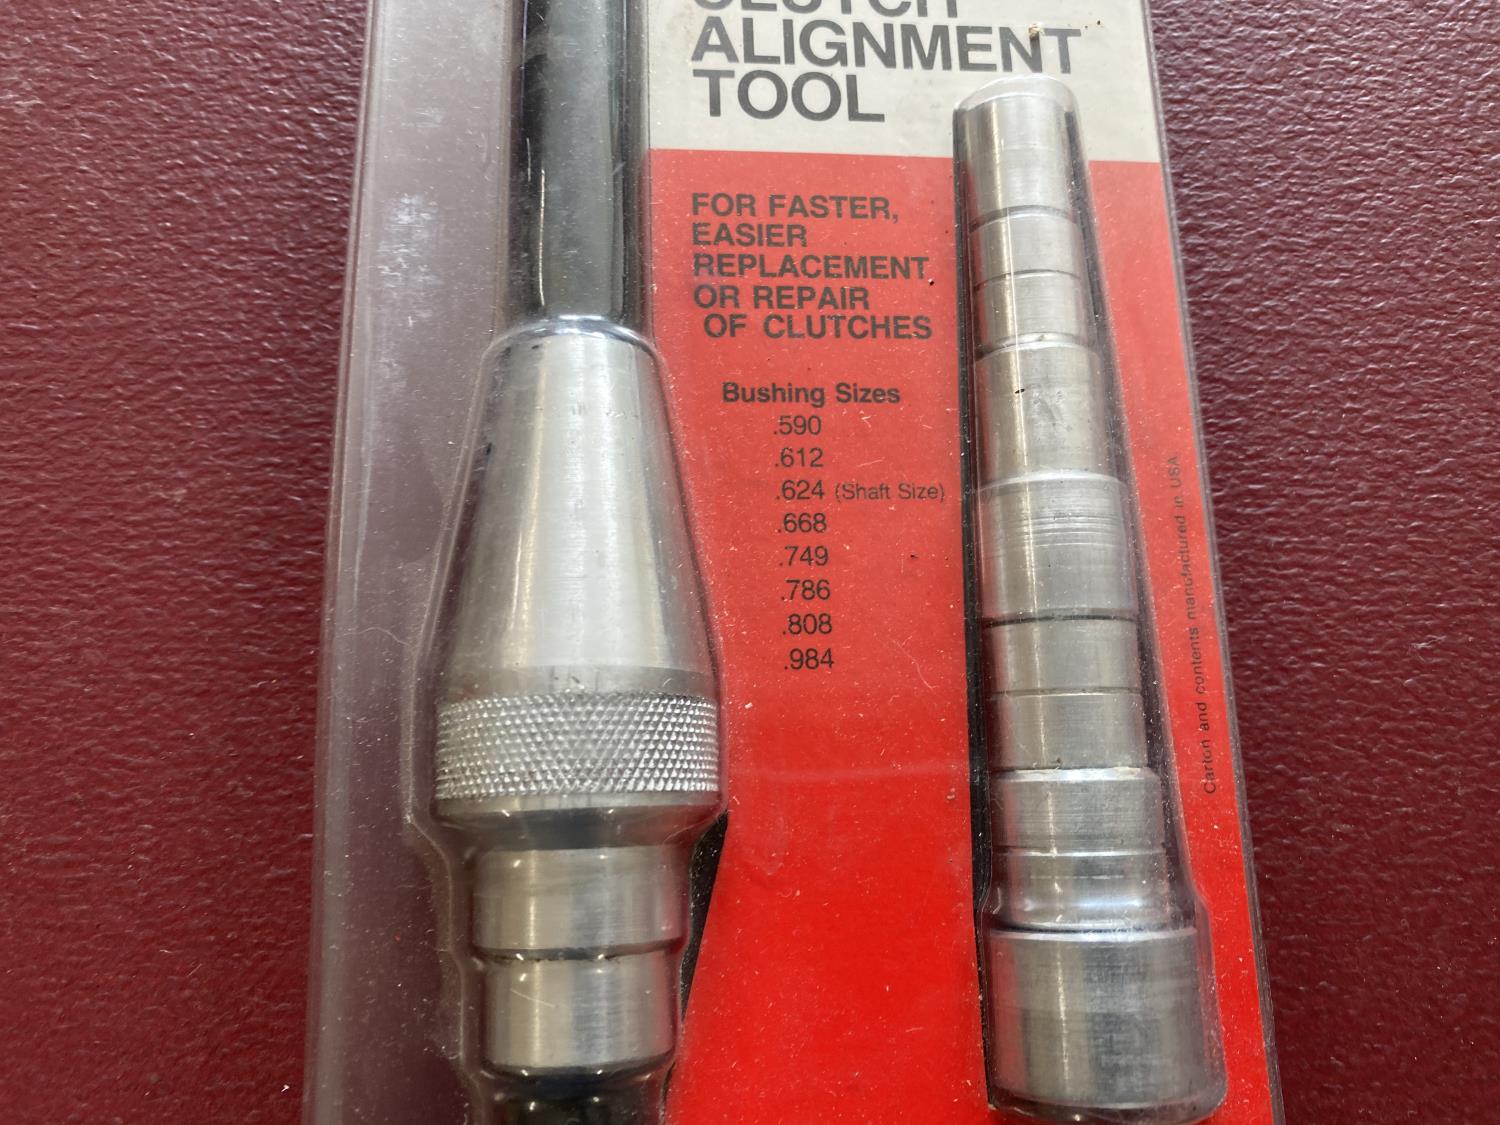 CLUTCH
ALIGNMENT
TOOL
FOR FASTER,
EASIER
REPLACEMENT
OR REPAIR
OF CLUTCHES
Bushing Sizes
.590
.612
.624 (Shaft Size)
.668
.749
.786
.808
.984
Carton and contents manufactured in USA